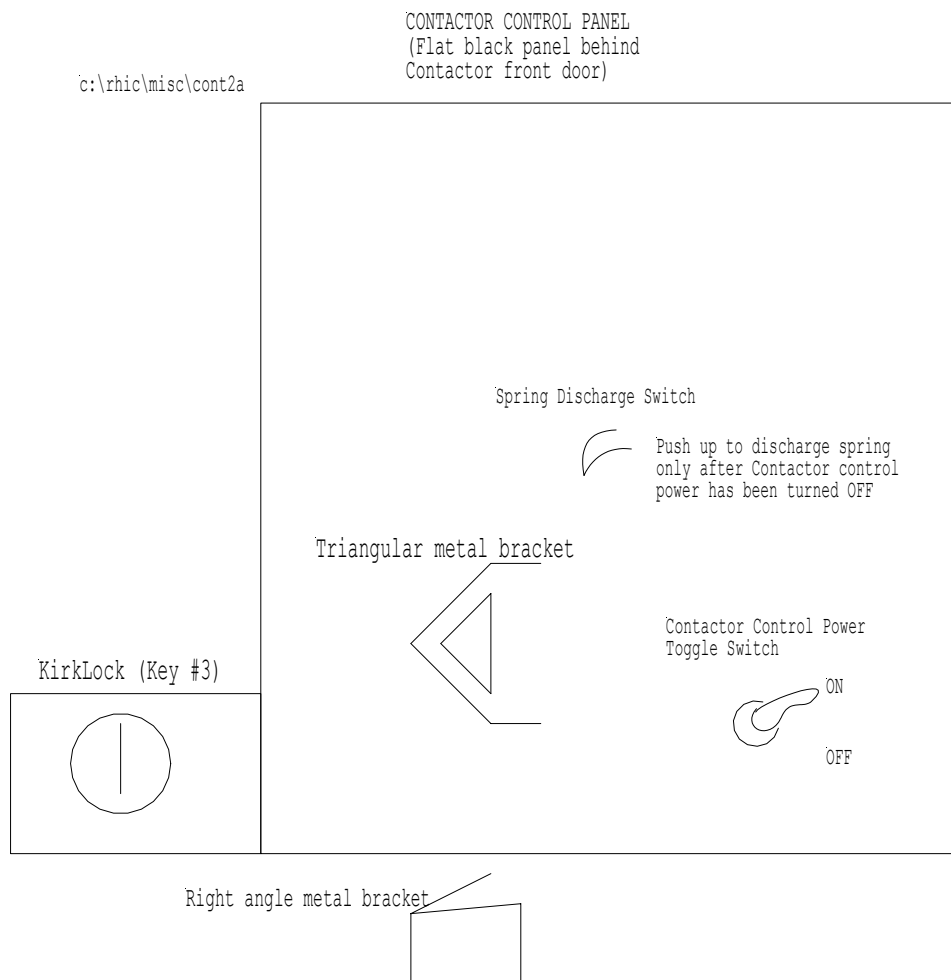 CONTACTOR CONTROL PANEL
(Flat black panel behind
Contactor front door)
c:\rhic\misc\cont2a
Spring Discharge Switch
Push up to discharge spring
only after Contactor control
power has been turned OFF
Triangular metal bracket
Contactor Control Power
Toggle Switch
KirkLock (Key #3)
ON
OFF
Right angle metal bracket